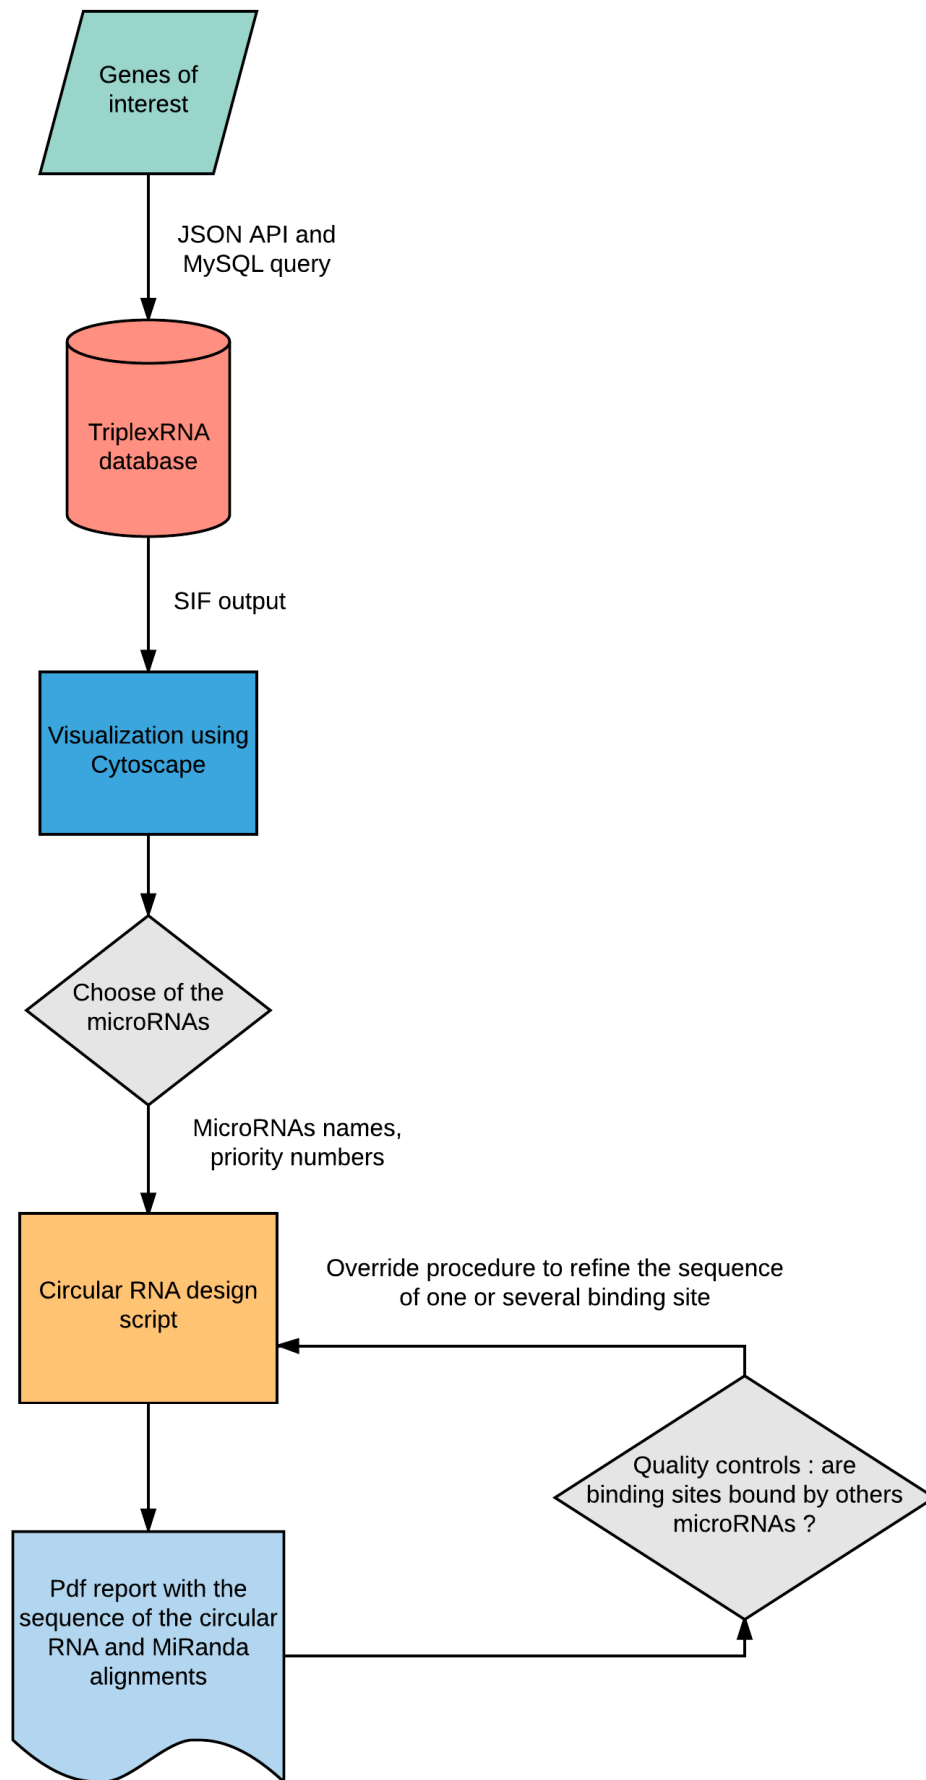 Genes of
interest
JSON API and
MySQL query
TriplexRNA
database
SIF output
Visualization using
Cytoscape
Choose of the
microRNAs
MicroRNAs names,
priority numbers
Circular RNA design
script
Override procedure to refine the sequence
of one or several binding site
Quality controls : are
binding sites bound by others
microRNAs ?
Pdf report with the
sequence of the circular
RNA and MiRanda
alignments